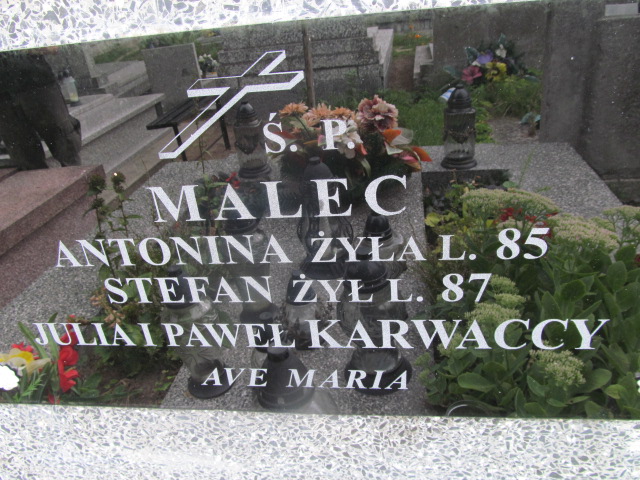 Ś. P.
MALEC
ANTONINA ŻYŁA L. 85
STEFAN ŻYŁ L. 87
JULIA I PAWEŁ KARWACCY
AVE MARIA